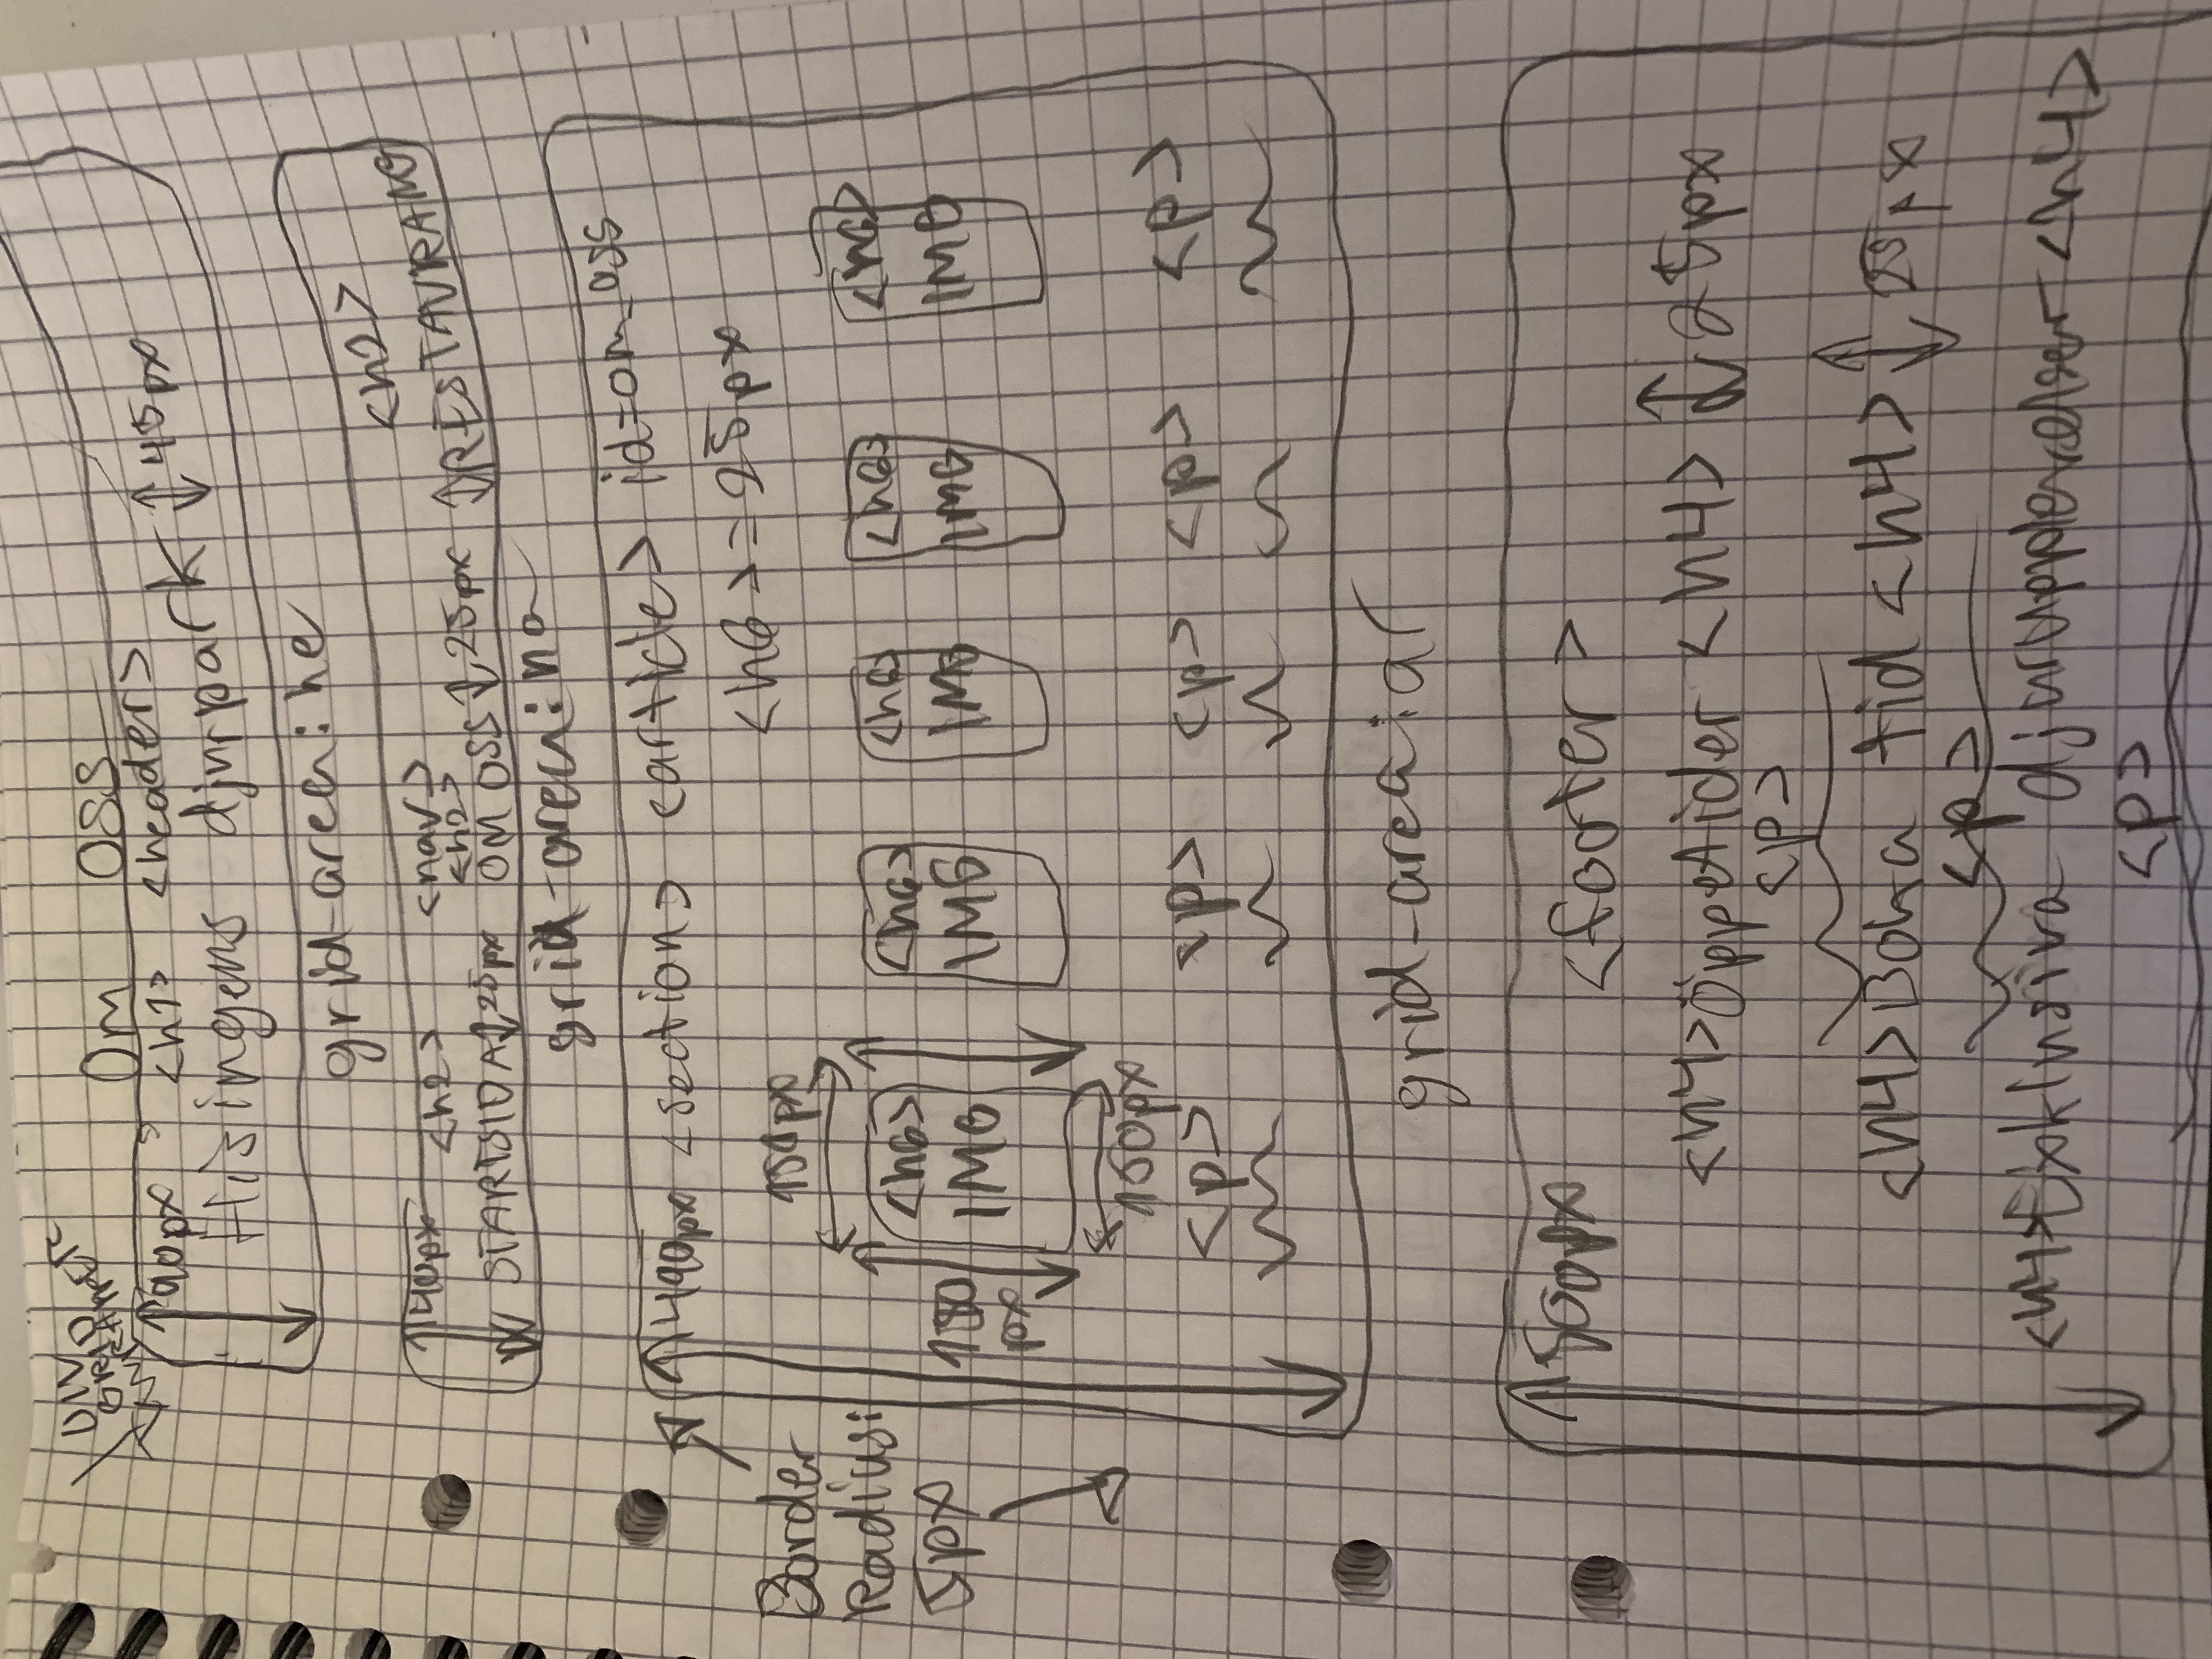 DIV
GRID
WRAPPER
Om OSS
90px <h1> <header>
Hisingens djurpark 45px
grid-area: he
<h2>
40px <h2> <nav>
<h2>
STARTSIDA 25px OM OSS 25px RESTAURANG
grid-area: na
490px <section> <article> id=om_oss
<h6> = 25px
Border
Radius:
5px
150px
<h6> <h6> <h6> <h6> <h6>
IMG IMG IMG IMG IMG
150
px
150px
<p> <p> <p> <p> <p>
grid-area: ar
500px <footer>
<h4>Öppetider <h4> 25px
<p>
<h4>Boka tid <h4> 25px
<p>
<h4>Exklusiva djurupplevelser <h4>
<p>